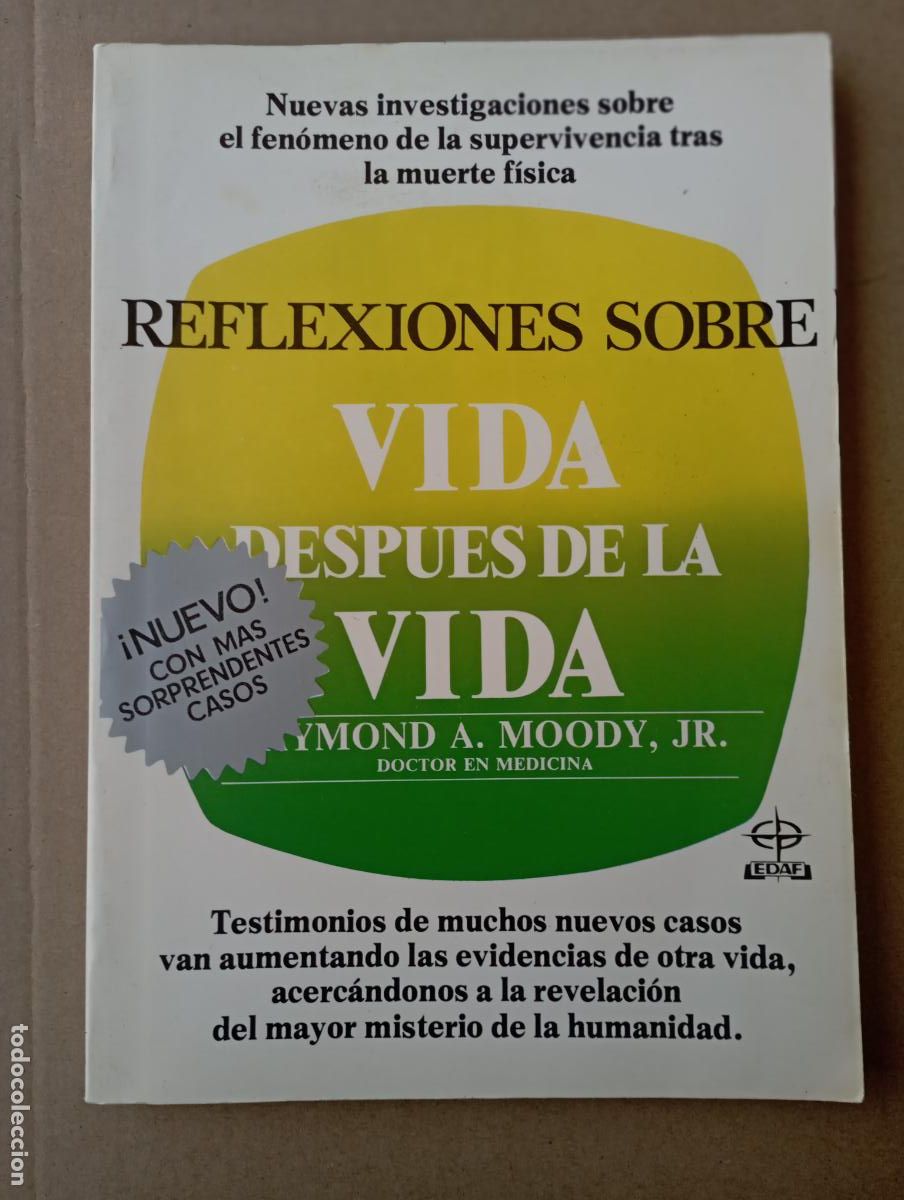 Nuevas investigaciones sobre
el fenómeno de la supervivencia tras
la muerte física
REFLEXIONES SOBRE
VIDA
DESPUES DE LA
VIDA
¡NUEVO!
CON MAS
SORPRENDENTES
CASOS
YMOND A. MOODY, JR.
DOCTOR EN MEDICINA
EDAF
Testimonios de muchos nuevos casos
van aumentando las evidencias de otra vida,
acercándonos a la revelación
del mayor misterio de la humanidad.
todocoleccion